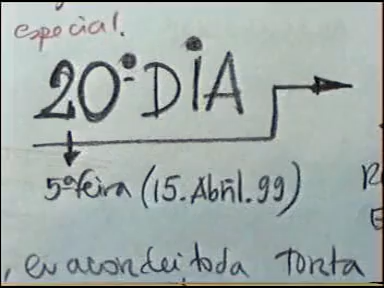 especial.
20º DIA
5ª feira (15. Abril. 99)
, eu acordei toda torta